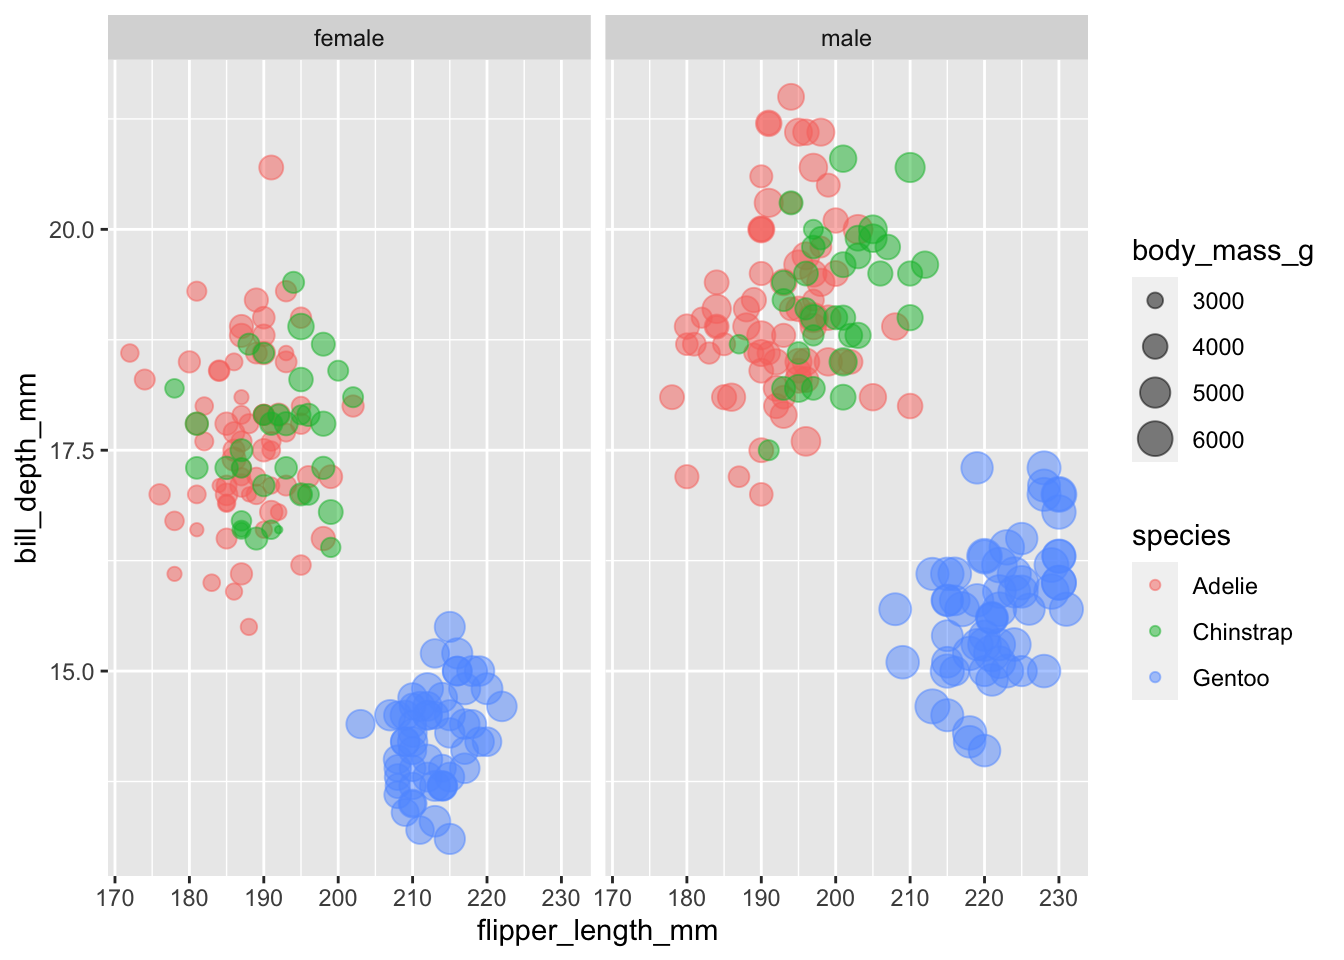 female
male
20.0
17.5
15.0
bill_depth_mm
170 180 190 200 210 220 230
170 180 190 200 210 220 230
flipper_length_mm
body_mass_g
3000
4000
5000
6000
species
Adelie
Chinstrap
Gentoo